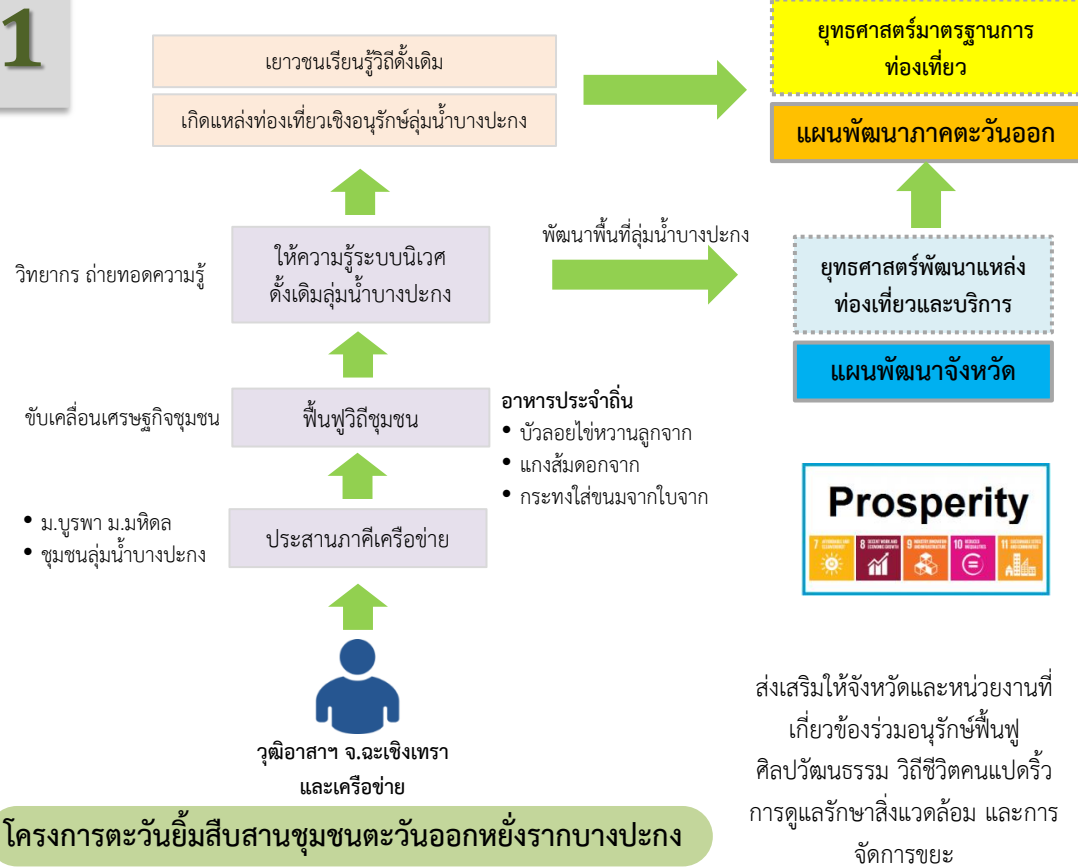 1
เยาวชนเรียนรู้วิถีดั้งเดิม
เกิดแหล่งท่องเที่ยวเชิงอนุรักษ์ลุ่มน้ำบางปะกง
ยุทธศาสตร์มาตรฐานการ
ท่องเที่ยว
แผนพัฒนาภาคตะวันออก
วิทยากร ถ่ายทอดความรู้
ให้ความรู้ระบบนิเวศ
ดั้งเดิมลุ่มน้ำบางปะกง
พัฒนาพื้นที่ลุ่มน้ำบางปะกง
ยุทธศาสตร์พัฒนาแหล่ง
ท่องเที่ยวและบริการ
แผนพัฒนาจังหวัด
ขับเคลื่อนเศรษฐกิจชุมชน
ฟื้นฟูวิถีชุมชน
อาหารประจำถิ่น
• บัวลอยไข่หวานลูกจาก
• แกงส้มดอกจาก
• กระทงใส่ขนมจากใบจาก
• ม.บูรพา ม.มหิดล
• ชุมชนลุ่มน้ำบางปะกง
ประสานภาคีเครือข่าย
Prosperity
7
8 DECENT WORK AND
ECONOMIC GROWTH
9
10 REDUCED
INEQUALITIES
11
วุฒิอาสาฯ จ.ฉะเชิงเทรา
และเครือข่าย
โครงการตะวันยิ้มสืบสานชุมชนตะวันออกหยั่งรากบางปะกง
ส่งเสริมให้จังหวัดและหน่วยงานที่
เกี่ยวข้องร่วมอนุรักษ์ฟื้นฟู
ศิลปวัฒนธรรม วิถีชีวิตคนแปดริ้ว
การดูแลรักษาสิ่งแวดล้อม และการ
จัดการขยะ